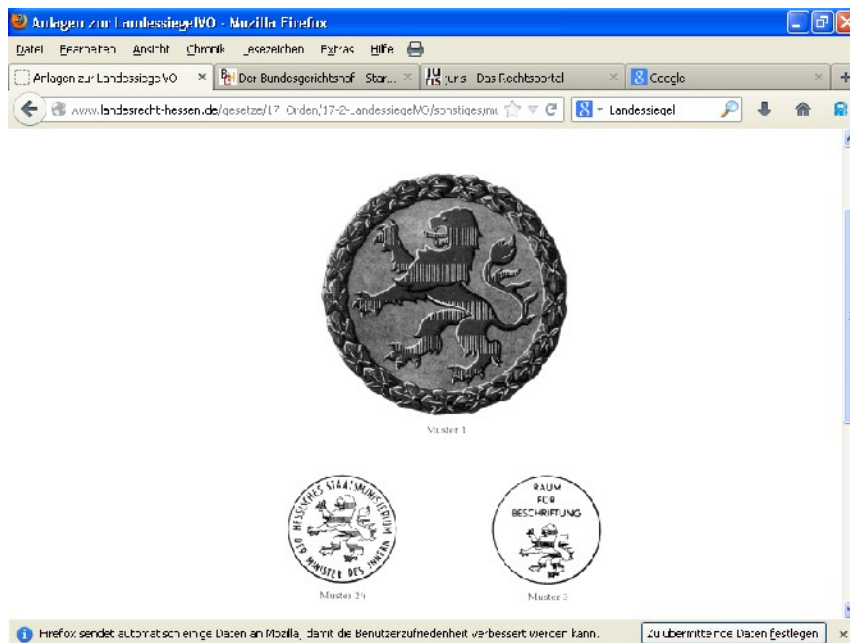 Anlagen zur LandessiegelVO - Mozilla Firefox
Datei Bearbeiten Ansicht Chronik Lesezeichen Extras Hilfe
Anlagen zur LandessiegelVO × Der Bundesgerichtshof - Star... × juris - Das Rechtsportal × Google × +
www.landesrecht-hessen.de/gesetze/17_Orden/17-2-LandessiegelVO/sonstiges/mu Landessiegel
Muster 1
HESSISCHES STAATSMINISTERIUM
DER MINISTER DES INNERN
RAUM
FÜR
BESCHRIFTUNG
Muster 3
Firefox sendet automatisch einige Daten an Mozilla, damit die Benutzerzufriedenheit verbessert werden kann. Zu übermittelnde Daten festlegen ×